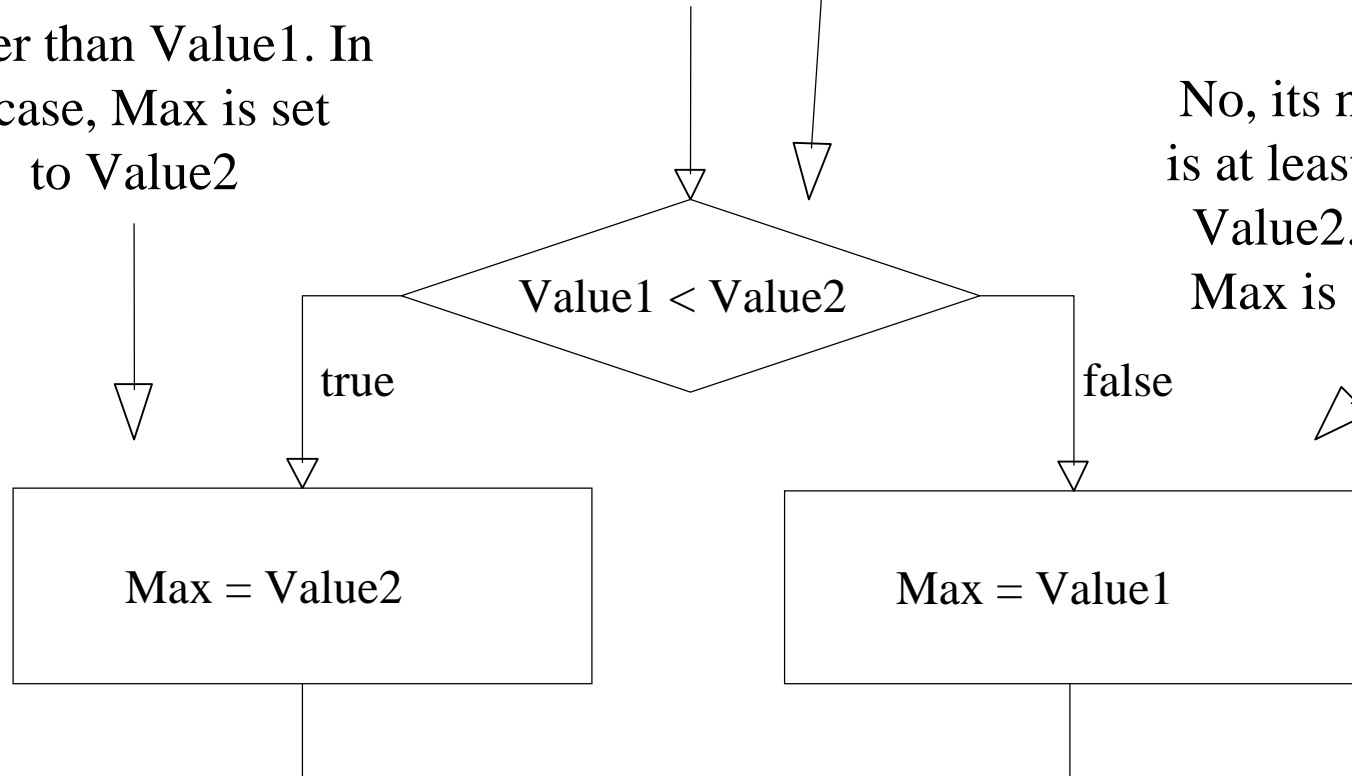 er than Value1. In
case, Max is set
to Value2
No, its
is at leas
Value2.
Max is
Value1 < Value2
true
false
Max = Value2
Max = Value1